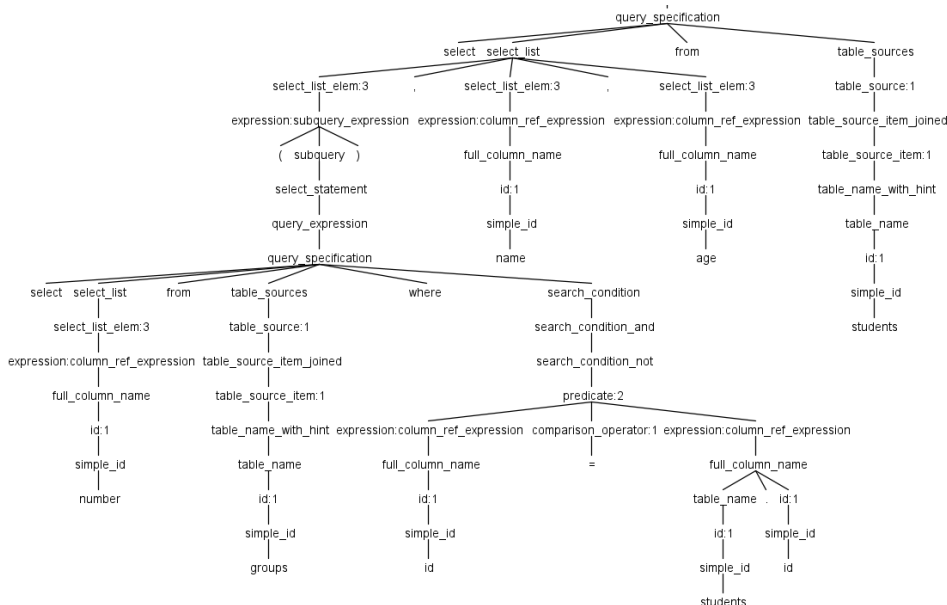 query_specification
select select_list from table_sources
select_list_elem:3 , select_list_elem:3 , select_list_elem:3 table_source:1
expression:subquery_expression expression:column_ref_expression expression:column_ref_expression table_source_item_joined
( subquery ) full_column_name full_column_name table_source_item:1
select_statement id:1 id:1 table_name_with_hint
query_expression simple_id simple_id table_name
query_specification name age id:1
select select_list from table_sources where search_condition simple_id
select_list_elem:3 table_source:1 search_condition_and students
expression:column_ref_expression table_source_item_joined search_condition_not
full_column_name table_source_item:1 predicate:2
id:1 table_name_with_hint expression:column_ref_expression comparison_operator:1 expression:column_ref_expression
simple_id table_name full_column_name = full_column_name
number id:1 id:1 table_name . id:1
simple_id simple_id id:1 simple_id
groups id simple_id id
students